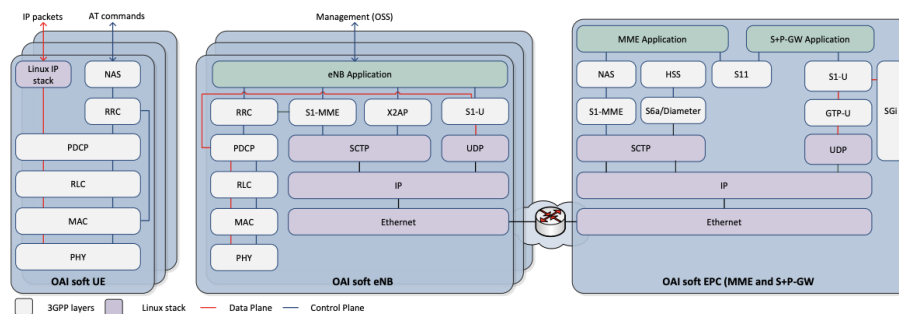 IP packets
AT commands
Management (OSS)
Linux IP
stack
NAS
RRC
PDCP
RLC
MAC
PHY
OAI soft UE
eNB Application
RRC
S1-MME
X2AP
S1-U
PDCP
SCTP
UDP
RLC
IP
MAC
Ethernet
PHY
OAI soft eNB
MME Application
S+P-GW Application
NAS
HSS
S11
S1-U
S1-MME
S6a/Diameter
GTP-U
SGi
SCTP
UDP
IP
Ethernet
OAI soft EPC (MME and S+P-GW
3GPP layers
Linux stack
Data Plane
Control Plane